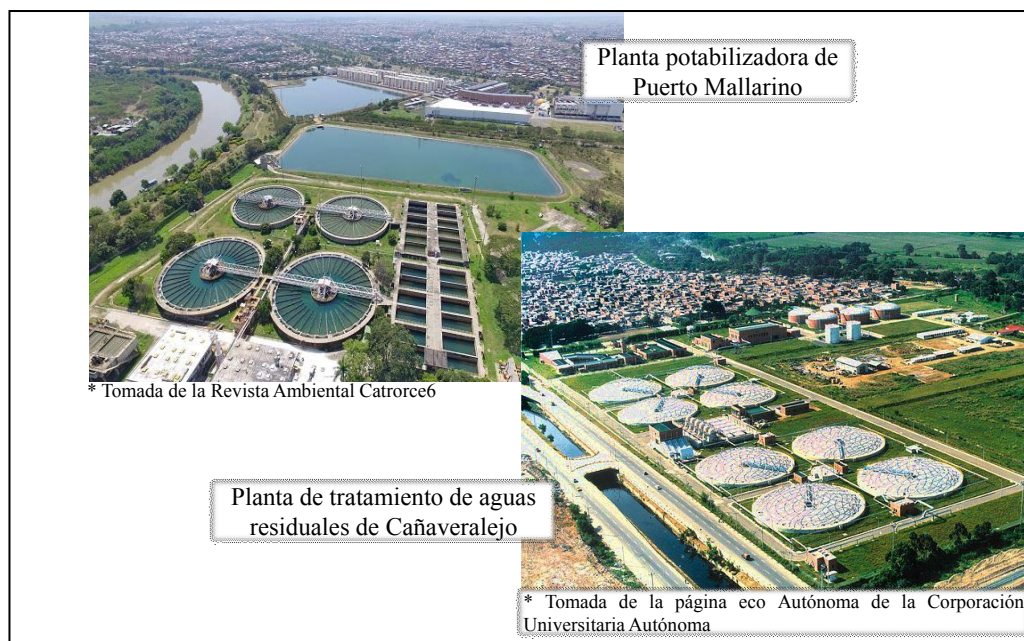 Planta potabilizadora de
Puerto Mallarino
* Tomada de la Revista Ambiental Catrorce6
Planta de tratamiento de aguas
residuales de Cañaveralejo
* Tomada de la página eco Autónoma de la Corporación
Universitaria Autónoma